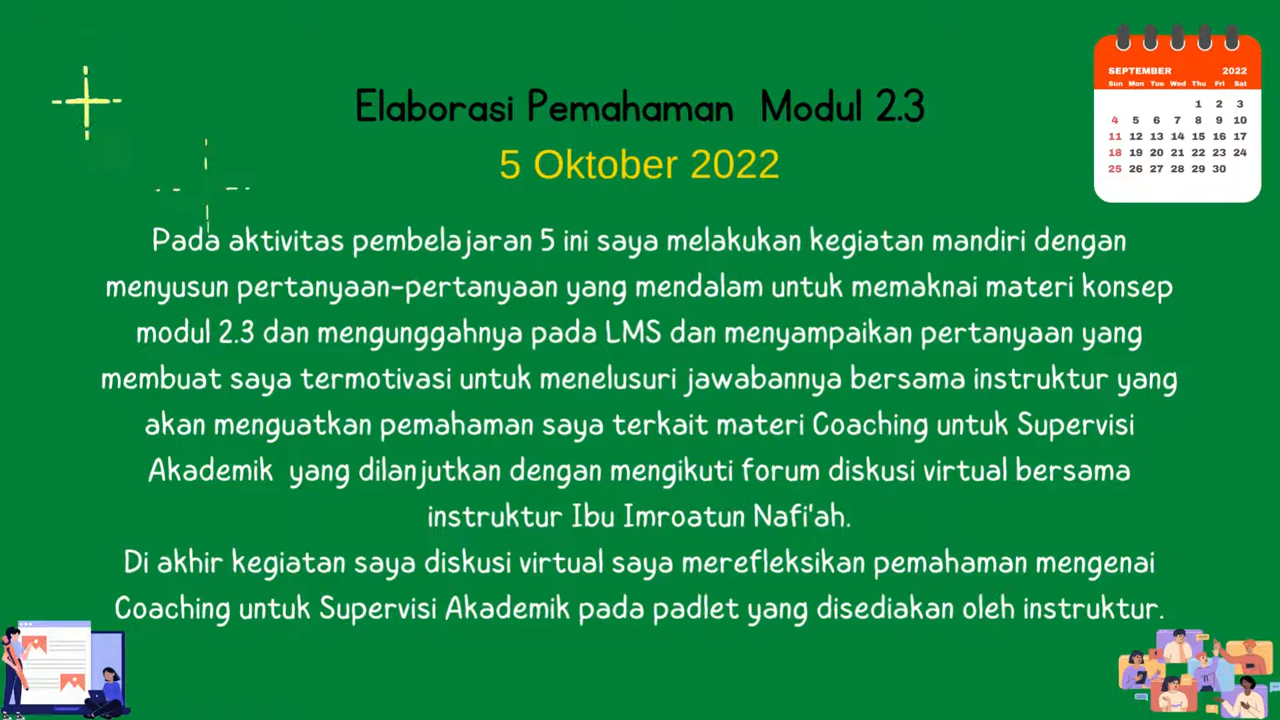 Elaborasi Pemahaman Modul 2.3
5 Oktober 2022
SEPTEMBER 2022
Sun Mon Tue Wed Thu Fri Sat
1 2 3
4 5 6 7 8 9 10
11 12 13 14 15 16 17
18 19 20 21 22 23 24
25 26 27 28 29 30
Pada aktivitas pembelajaran 5 ini saya melakukan kegiatan mandiri dengan
menyusun pertanyaan-pertanyaan yang mendalam untuk memaknai materi konsep
modul 2.3 dan mengunggahnya pada LMS dan menyampaikan pertanyaan yang
membuat saya termotivasi untuk menelusuri jawabannya bersama instruktur yang
akan menguatkan pemahaman saya terkait materi Coaching untuk Supervisi
Akademik yang dilanjutkan dengan mengikuti forum diskusi virtual bersama
instruktur Ibu Imroatun Nafi'ah.
Di akhir kegiatan saya diskusi virtual saya merefleksikan pemahaman mengenai
Coaching untuk Supervisi Akademik pada padlet yang disediakan oleh instruktur.